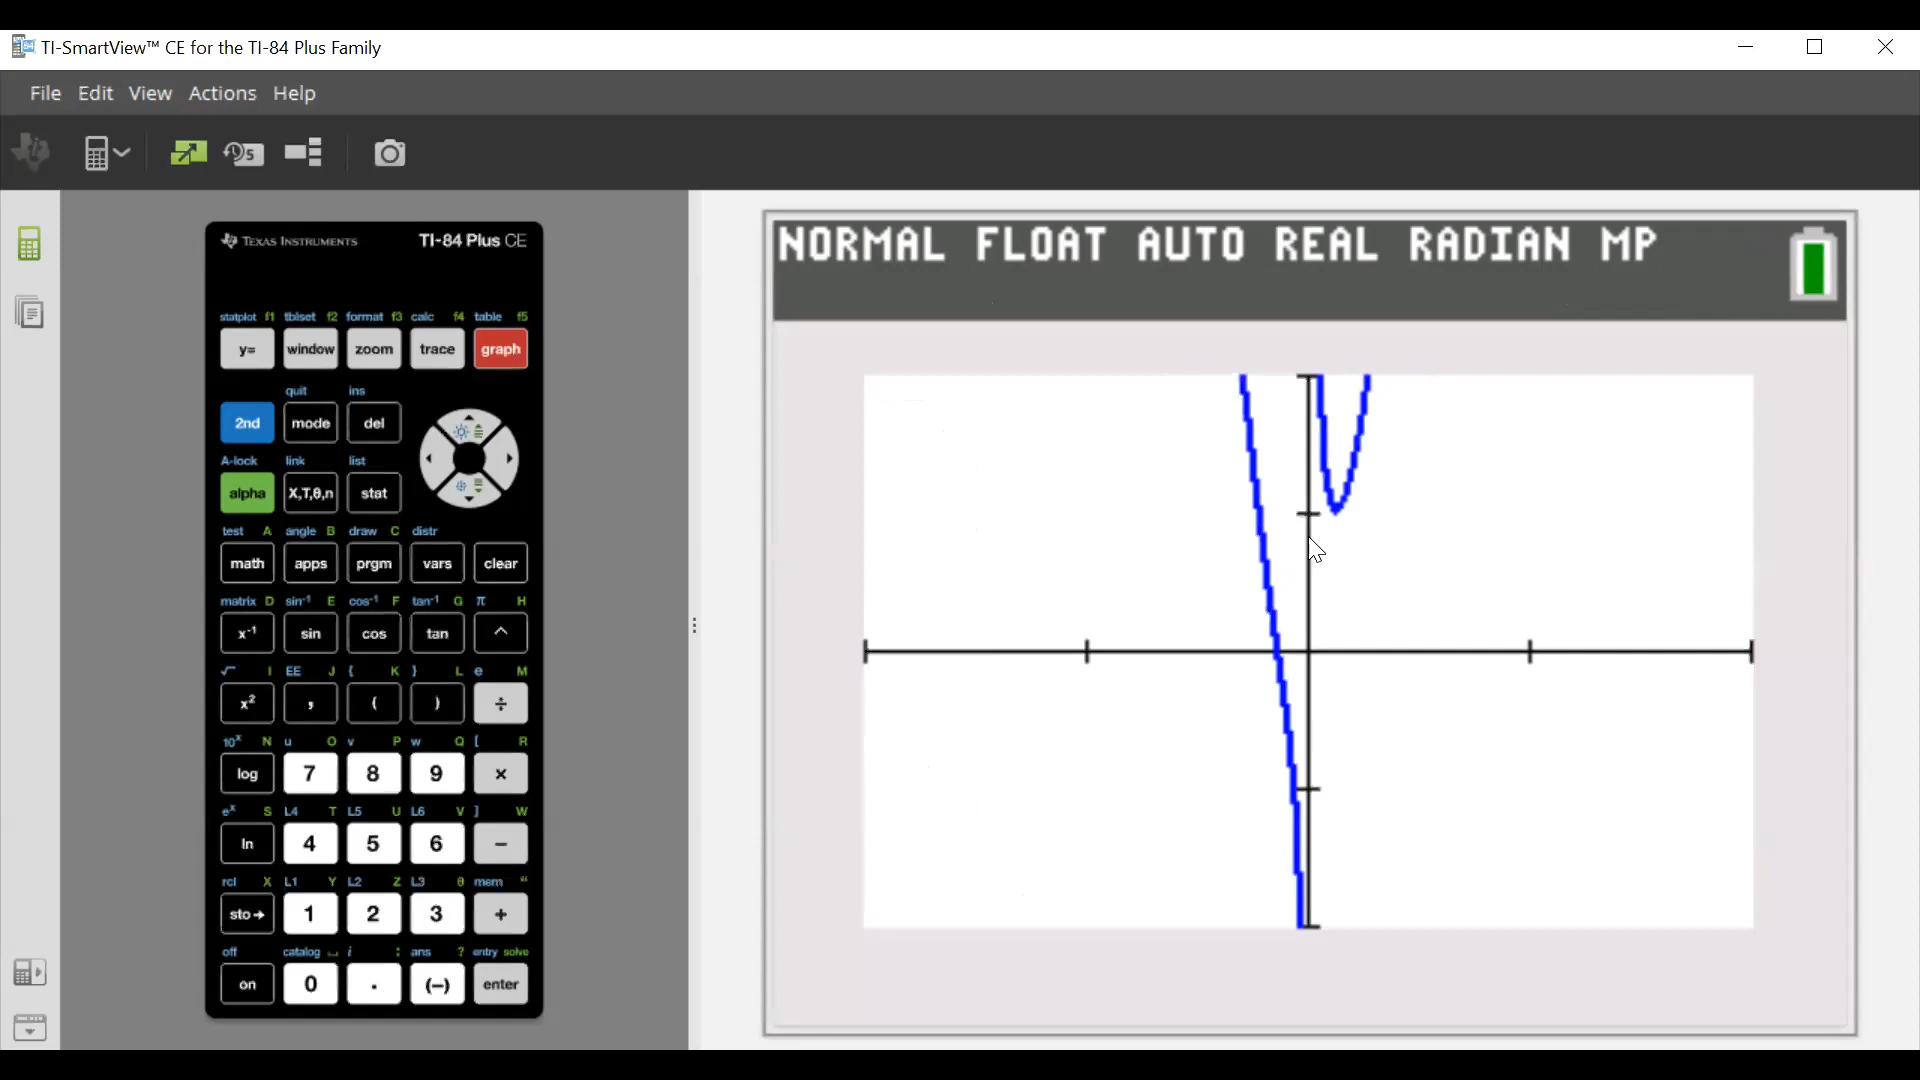 TI-SmartView™ CE for the TI-84 Plus Family
File Edit View Actions Help
5
TEXAS INSTRUMENTS TI-84 Plus CE
NORMAL FLOAT AUTO REAL RADIAN MP
statplot f1 tblset f2 format f3 calc f4 table f5
y= window zoom trace graph
quit ins
2nd mode del
A-lock link list
alpha X,T,θ,n stat
test A angle B draw C distr
math apps prgm vars clear
matrix D sin⁻¹ E cos⁻¹ F tan⁻¹ G π H
x⁻¹ sin cos tan ^
√ I EE J { K } L e M
x² , ( ) ÷
10ˣ N u O v P w Q [ R
log 7 8 9 ×
eˣ S L4 T L5 U L6 V ] W
ln 4 5 6 −
rcl X L1 Y L2 Z L3 θ mem "
sto→ 1 2 3 +
off catalog ⎵ i : ans ? entry solve
on 0 . (−) enter